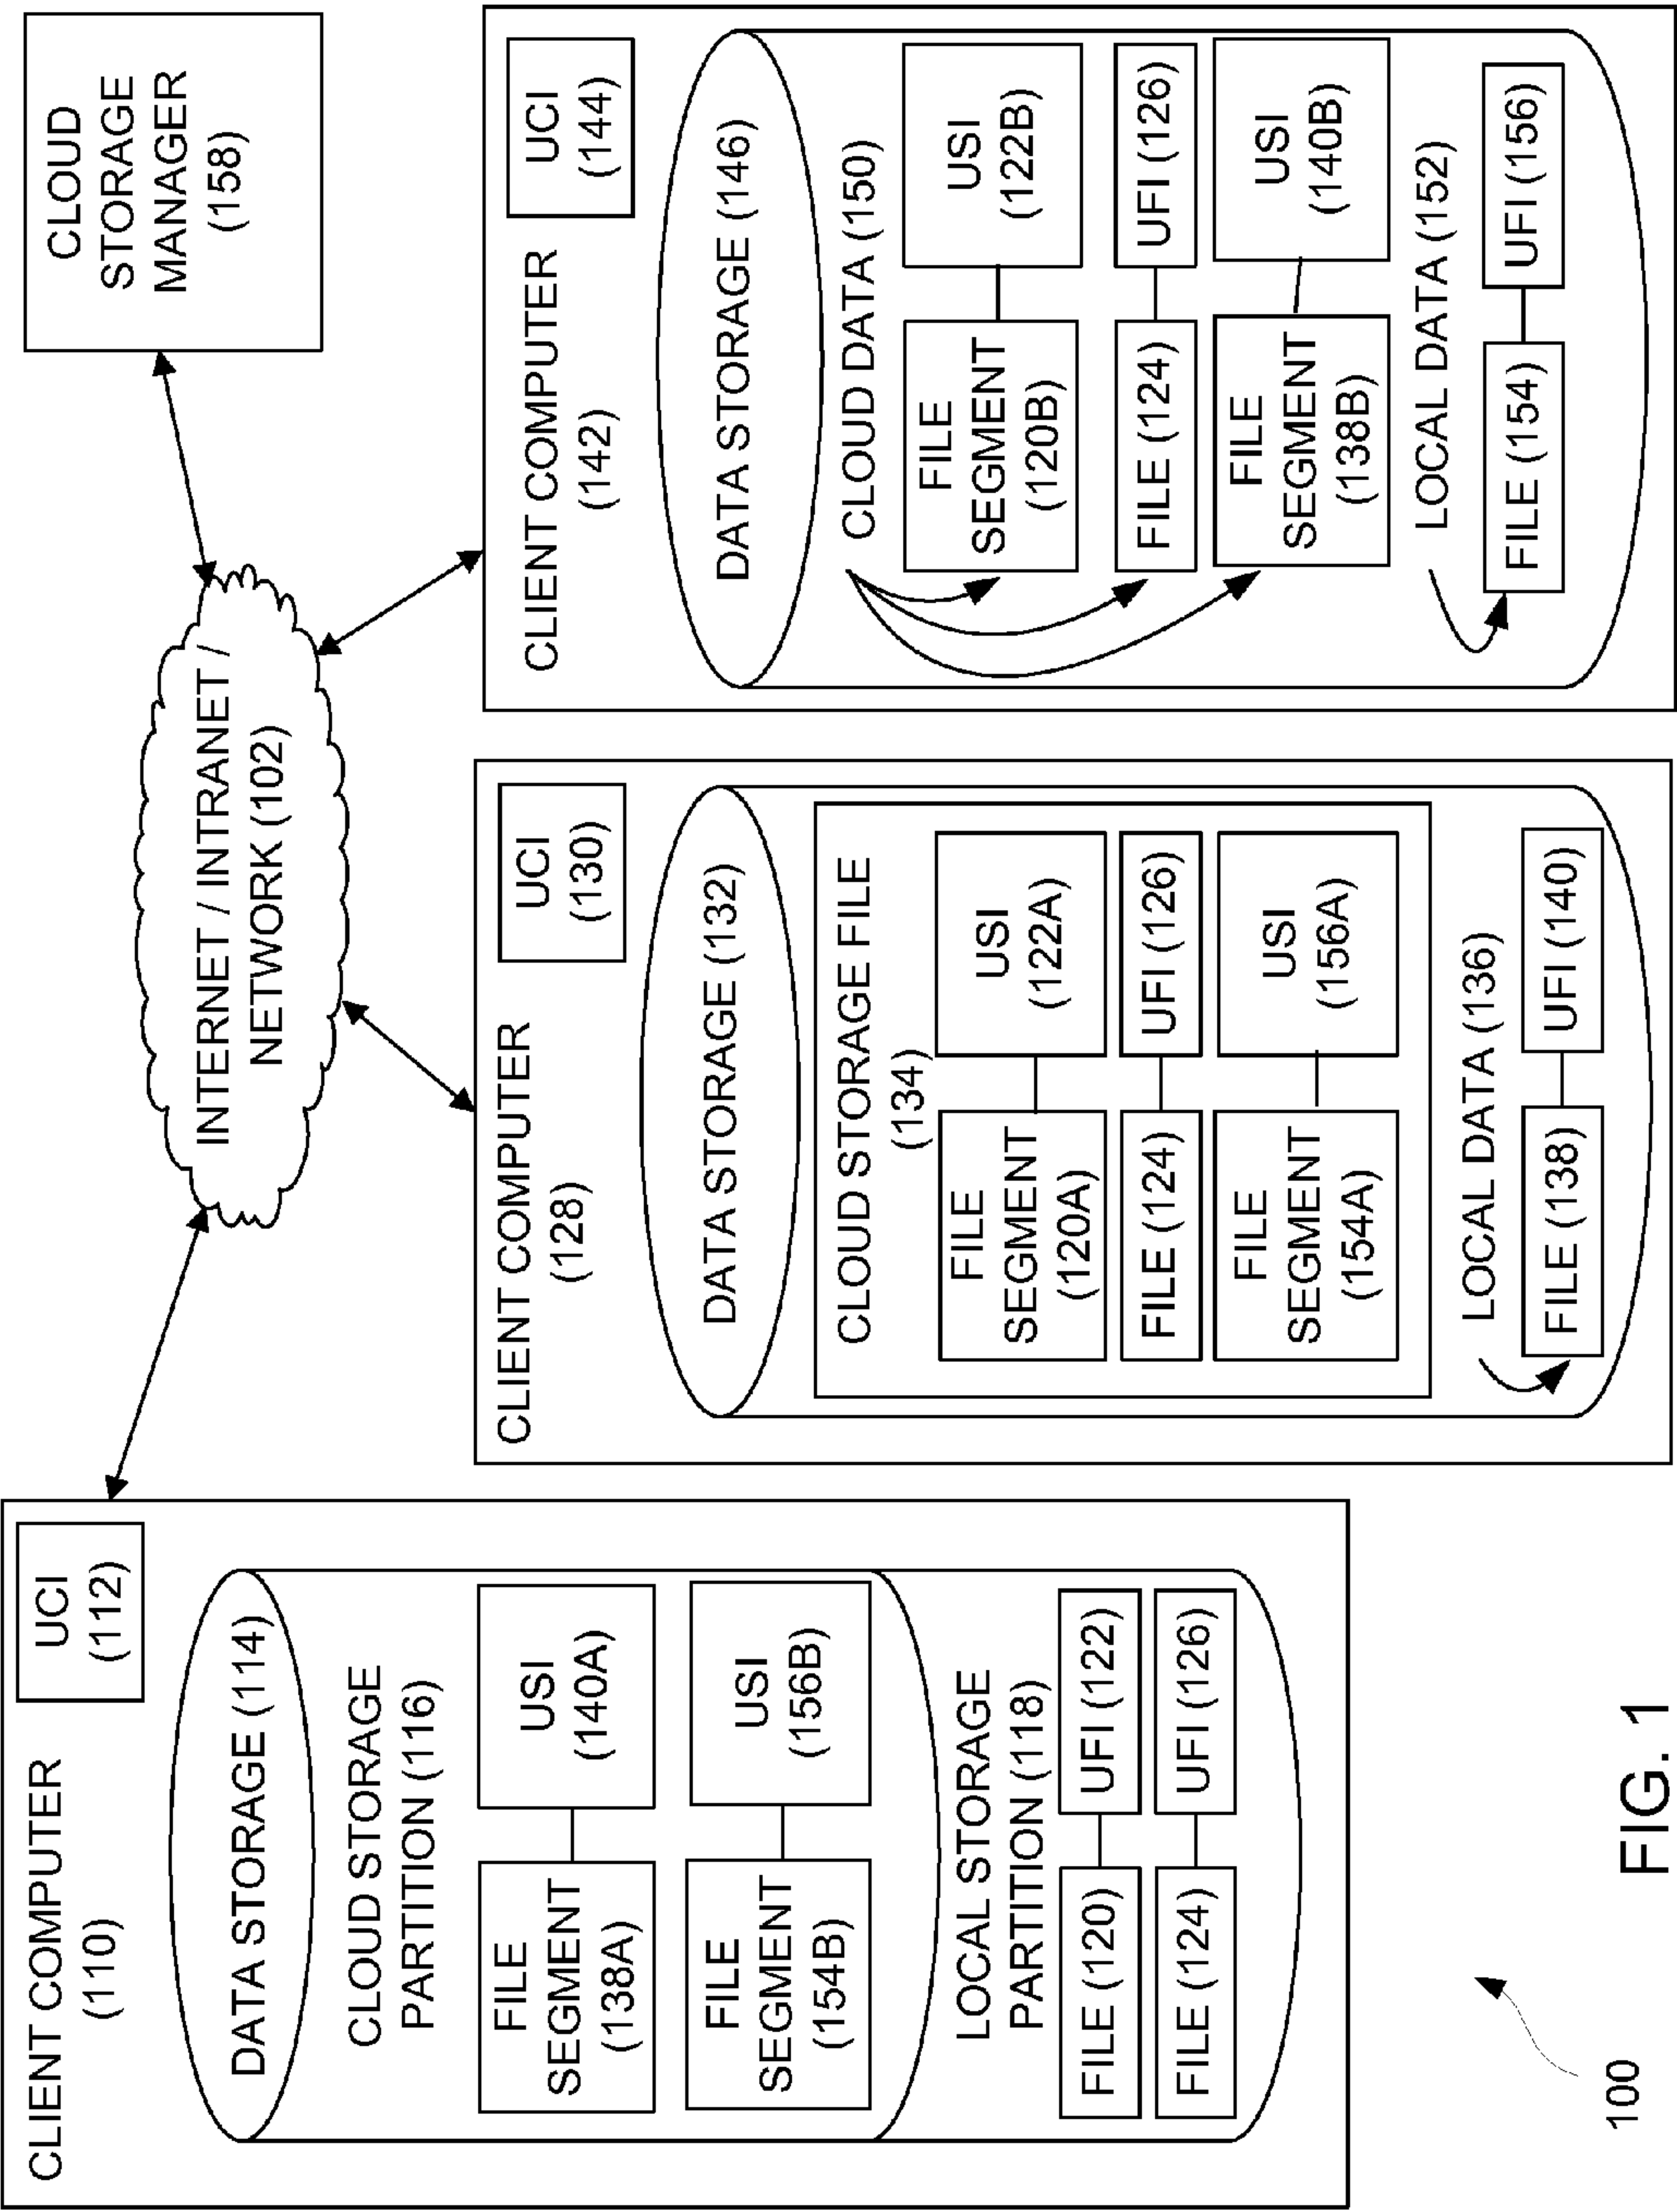 CLOUD
STORAGE
MANAGER
(158)
INTERNET / INTRANET /
NETWORK (102)
CLIENT COMPUTER
(110)
UCI
(112)
DATA STORAGE (114)
CLOUD STORAGE
PARTITION (116)
FILE
SEGMENT
(138A)
USI
(140A)
FILE
SEGMENT
(154B)
USI
(156B)
LOCAL STORAGE
PARTITION (118)
FILE (120)
UFI (122)
FILE (124)
UFI (126)
CLIENT COMPUTER
(128)
UCI
(130)
DATA STORAGE (132)
CLOUD STORAGE FILE
(134)
FILE
SEGMENT
(120A)
USI
(122A)
FILE (124)
UFI (126)
FILE
SEGMENT
(154A)
USI
(156A)
LOCAL DATA (136)
FILE (138)
UFI (140)
CLIENT COMPUTER
(142)
UCI
(144)
DATA STORAGE (146)
CLOUD DATA (150)
FILE
SEGMENT
(120B)
USI
(122B)
FILE (124)
UFI (126)
FILE
SEGMENT
(138B)
USI
(140B)
LOCAL DATA (152)
FILE (154)
UFI (156)
100
FIG. 1